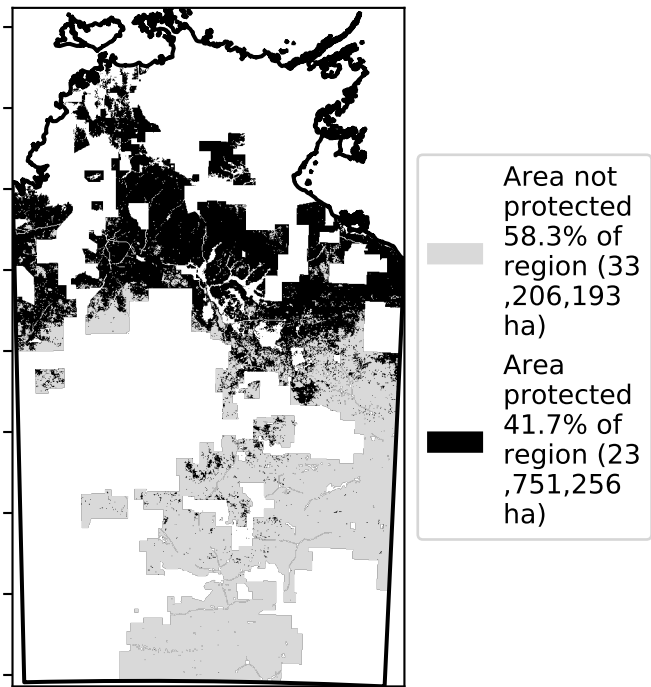 Area not
protected
58.3% of
region (33
,206,193
ha)
Area
protected
41.7% of
region (23
,751,256
ha)